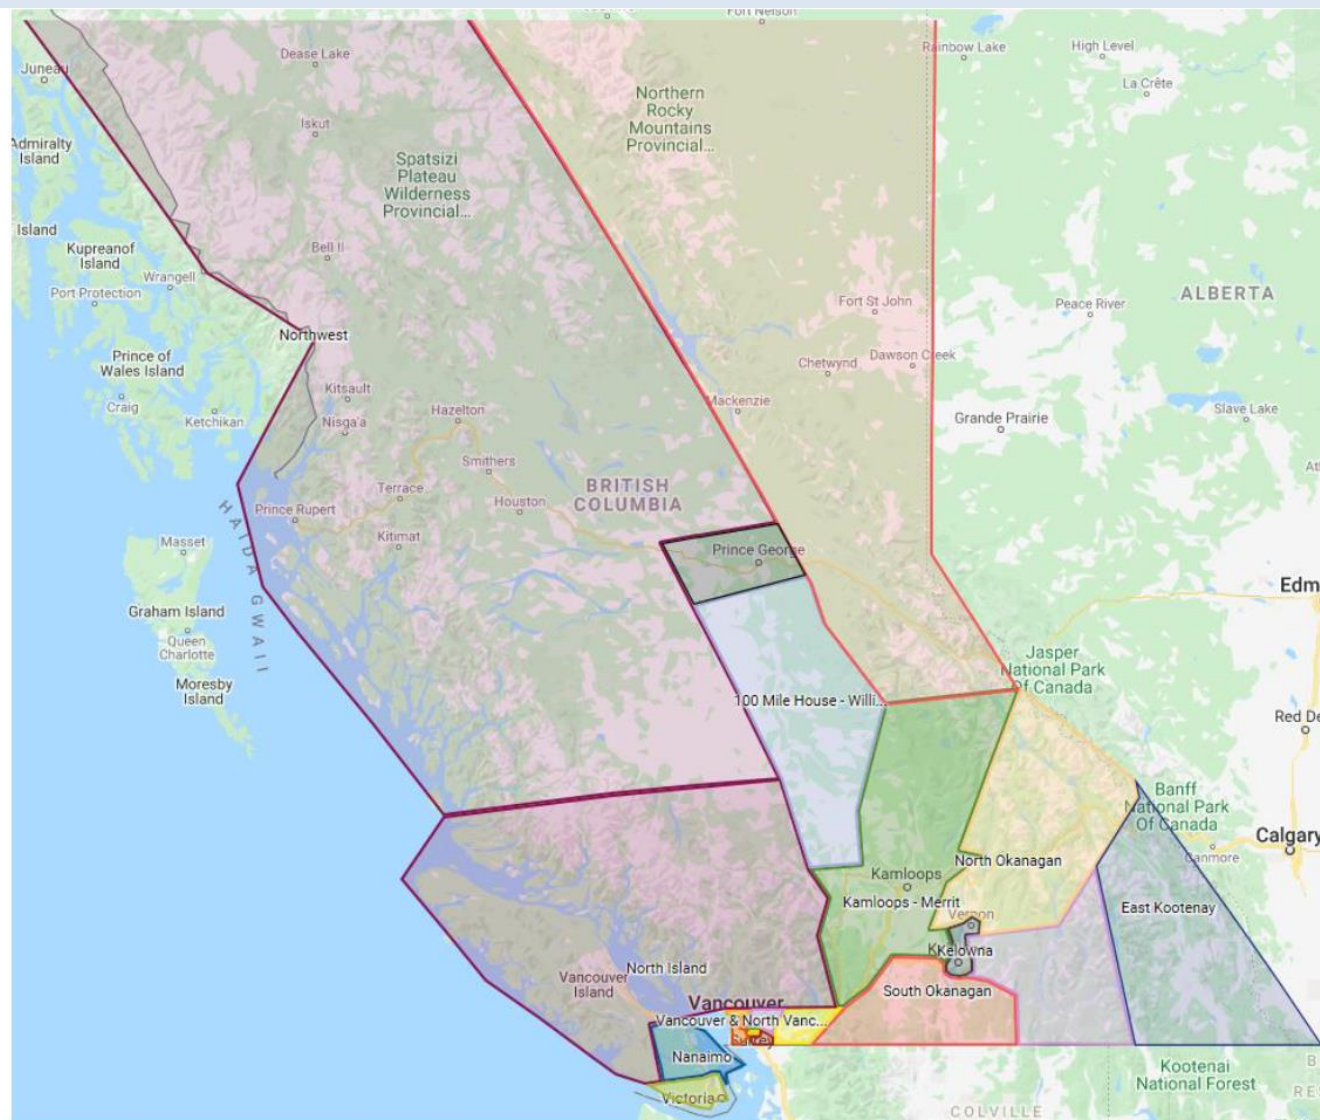 Fort Nelson
Dease Lake
Rainbow Lake
High Level
Juneau
La Crête
Northern
Rocky
Mountains
Provincial...
Iskut
Admiralty
Island
Spatsizi
Plateau
Wilderness
Provincial...
Island
Kupreanof
Island
Bell II
Wrangell
Port Protection
Fort St John
Peace River
ALBERTA
Northwest
Prince of
Wales Island
Chetwynd
Dawson Creek
Kitsault
Craig
Ketchikan
Nisga'a
Hazelton
Mackenzie
Grande Prairie
Slave Lake
Smithers
BRITISH
COLUMBIA
Terrace
Houston
Prince Rupert
Kitimat
HAIDA GWAII
Masset
Prince George
Edm
Graham Island
Queen
Charlotte
Moresby
Island
Jasper
National Park
Of Canada
100 Mile House - Willi...
Red De
Banff
National Park
Of Canada
Calgary
Canmore
North Okanagan
Kamloops
Kamloops - Merrit
East Kootenay
Vernon
Kelowna
North Island
Vancouver
Island
South Okanagan
Vancouver
Vancouver & North Vanc...
Surrey
Nanaimo
Kootenai
National Forest
Victoria
COLVILLE